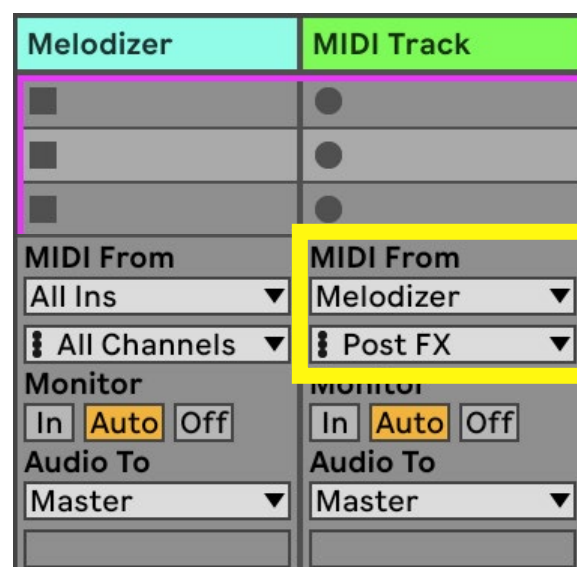 Melodizer
MIDI Track
MIDI From
All Ins
All Channels
Monitor
In Auto Off
Audio To
Master
MIDI From
Melodizer
Post FX
Monitor
In Auto Off
Audio To
Master